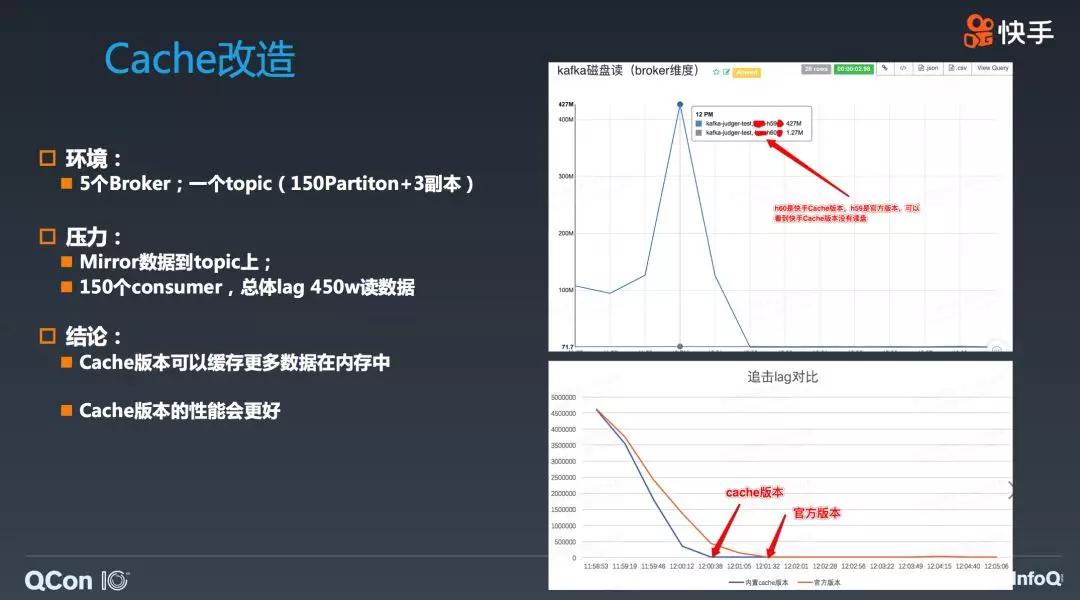 快手
Cache改造
环境：
5个Broker；一个topic（150Partiton+3副本）
压力：
Mirror数据到topic上；
150个consumer，总体lag 450w读数据
结论：
Cache版本可以缓存更多数据在内存中
Cache版本的性能会更好
kafka磁盘读（broker维度）
Altered
28 rows
00:00:02.98
.json
.csv
View Query
427M
400M
300M
200M
100M
71.7
12 PM
kafka-judger-test, h59 427M
kafka-judger-test, h60 1.27M
h60是快手Cache版本，h59是官方版本，可以
看到快手Cache版本没有读盘
追击lag对比
5000000
4500000
4000000
3500000
3000000
2500000
2000000
1500000
1000000
500000
0
cache版本
官方版本
11:58:53 11:59:19 11:59:46 12:00:12 12:00:38 12:01:05 12:01:32 12:02:01 12:02:28 12:02:56 12:03:22 12:03:49 12:04:15 12:04:40 12:05:06
内置cache版本 官方版本
QCon 10
InfoQ